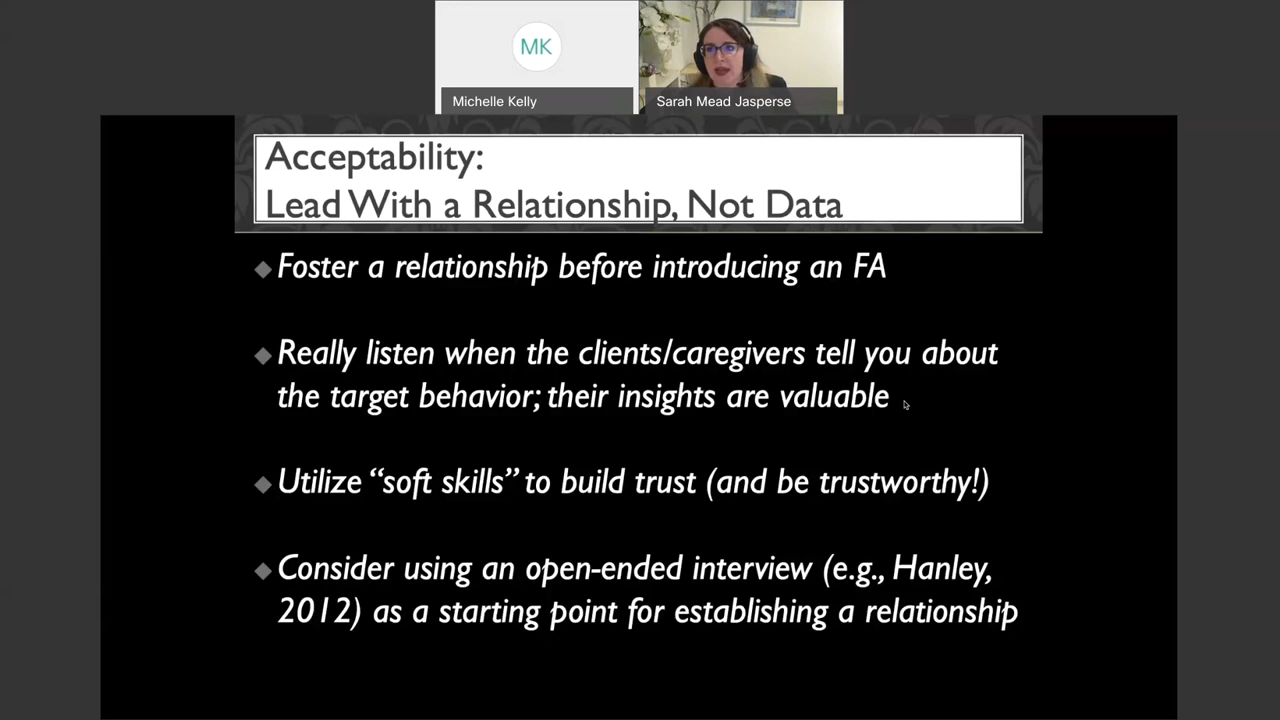 MK
Michelle Kelly
Sarah Mead Jasperse
Acceptability:
Lead With a Relationship, Not Data
Foster a relationship before introducing an FA
Really listen when the clients/caregivers tell you about
the target behavior; their insights are valuable
Utilize “soft skills” to build trust (and be trustworthy!)
Consider using an open-ended interview (e.g., Hanley,
2012) as a starting point for establishing a relationship